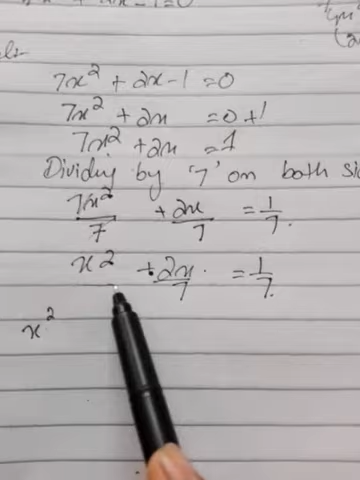 7x² + 2x - 1 = 0
7x² + 2x = 0 + 1
7x² + 2x = 1
Dividing by '7' on both
7x²/7 + 2x/7 = 1/7.
x² + 2x/7 = 1/7.
x²